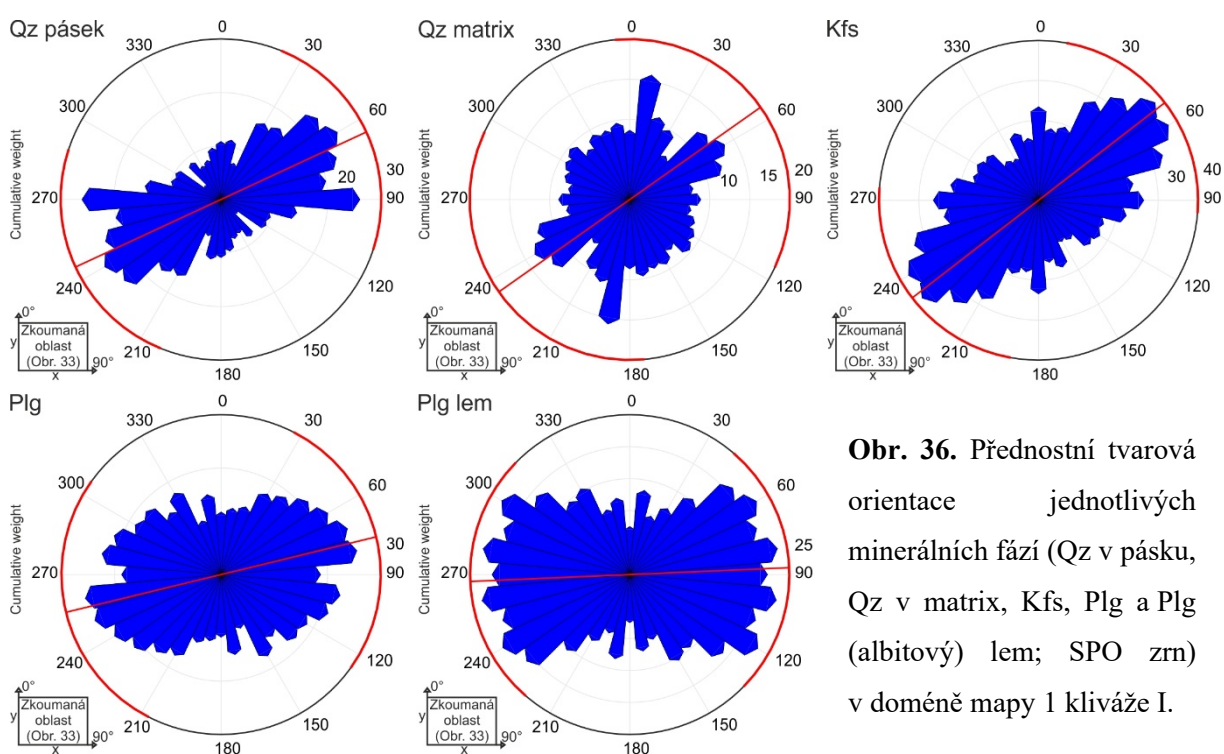 Qz pásek
0
30
60
30
20
90
120
150
180
210
240
270
300
330
Cumulative weight
0°
y
Zkoumaná
oblast
(Obr. 33)
90°
x
Qz matrix
0
30
60
20
15
10
90
120
150
180
210
240
270
300
330
Cumulative weight
0°
y
Zkoumaná
oblast
(Obr. 33)
90°
x
Kfs
0
30
60
40
30
90
120
150
180
210
240
270
300
330
Cumulative weight
0°
y
Zkoumaná
oblast
(Obr. 33)
90°
x
Plg
0
30
60
30
90
120
150
180
210
240
270
300
330
Cumulative weight
0°
y
Zkoumaná
oblast
(Obr. 33)
90°
x
Plg lem
0
30
60
25
90
120
150
180
210
240
270
300
330
Cumulative weight
0°
y
Zkoumaná
oblast
(Obr. 33)
90°
x
Obr. 36. Přednostní tvarová
orientace jednotlivých
minerálních fází (Qz v pásku,
Qz v matrix, Kfs, Plg a Plg
(albitový) lem; SPO zrn)
v doméně mapy 1 kliváže I.